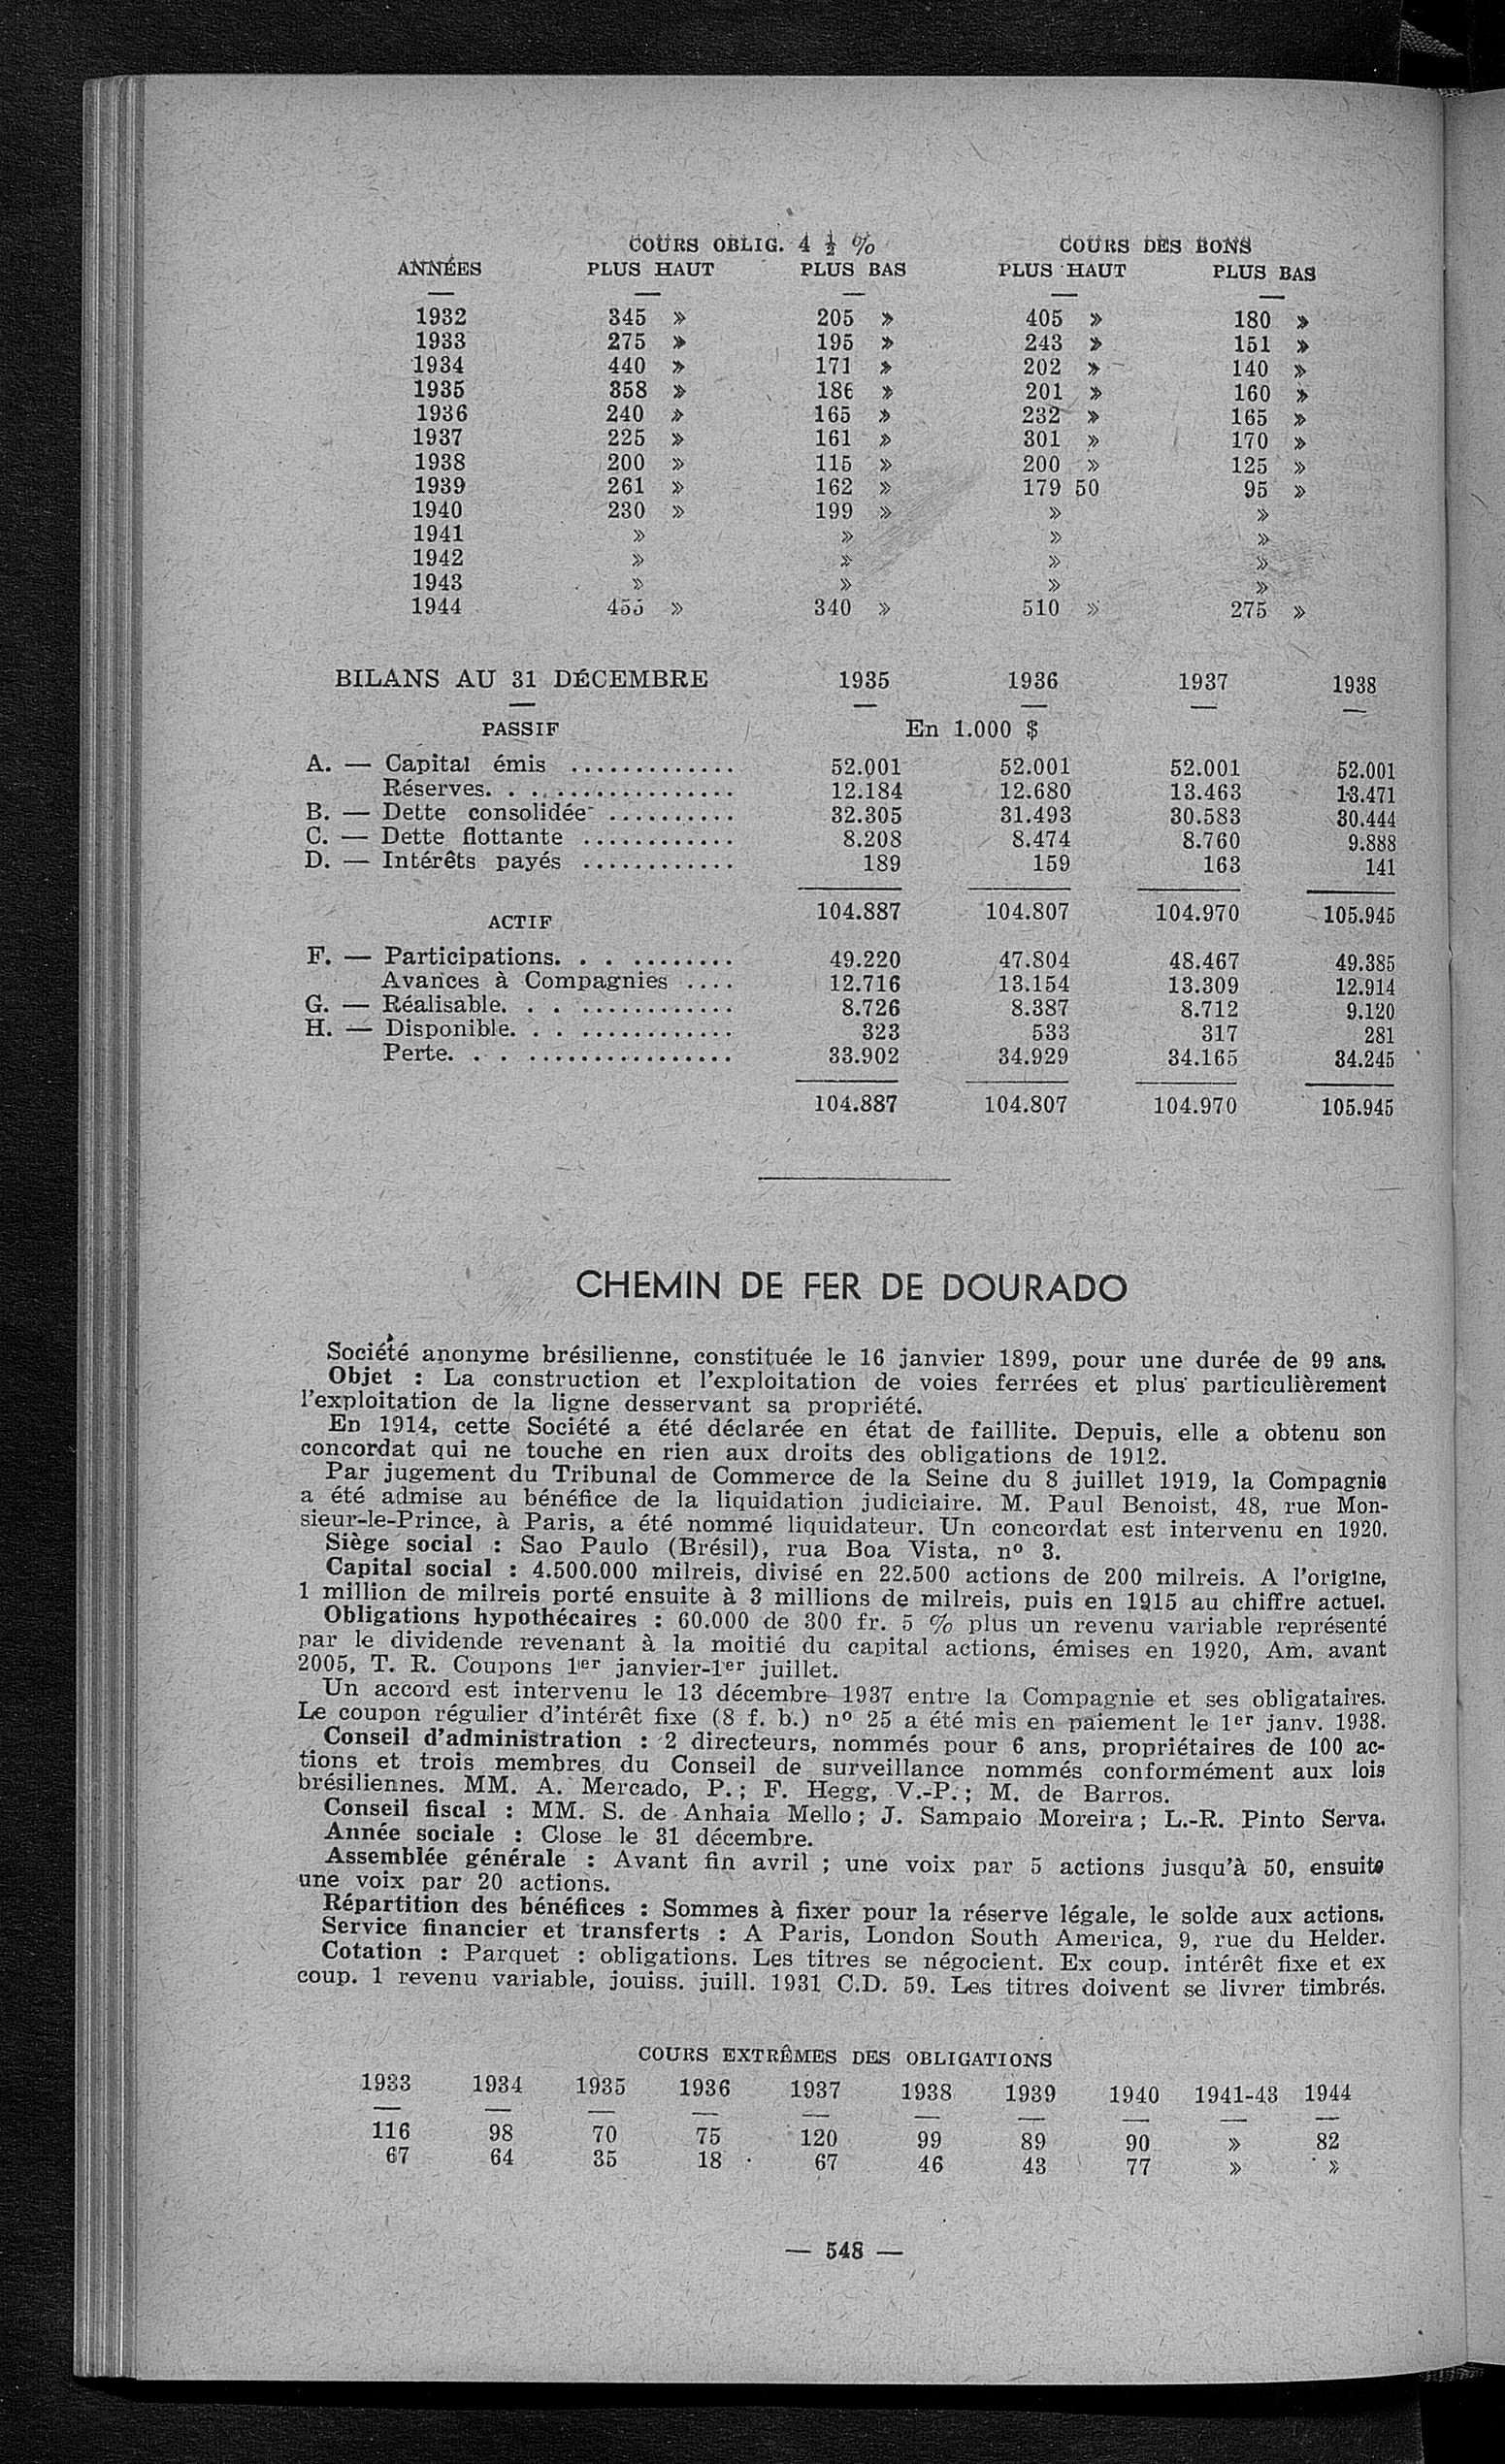 COURS OBLIG. 4 ½ % COURS DES BONS
ANNÉES PLUS HAUT PLUS BAS PLUS HAUT PLUS BAS
1932 345 » 205 » 405 » 180 »
1933 275 » 195 » 243 » 151 »
1934 440 » 171 » 202 » 140 »
1935 358 » 186 » 201 » 160 »
1936 240 » 165 » 232 » 165 »
1937 225 » 161 » 301 » 170 »
1938 200 » 115 » 200 » 125 »
1939 261 » 162 » 179 50 95 »
1940 230 » 199 » » »
1941 » » » »
1942 » » » »
1943 » » » »
1944 455 » 340 » 510 » 275 »
BILANS AU 31 DÉCEMBRE 1935 1936 1937 1938
PASSIF En 1.000 $
A. — Capital émis ............. 52.001 52.001 52.001 52.001
Réserves. . ................. 12.184 12.680 13.463 13.471
B. — Dette consolidée .......... 32.305 31.493 30.583 30.444
C. — Dette flottante ............ 8.208 8.474 8.760 9.888
D. — Intérêts payés ............ 189 159 163 141
104.887 104.807 104.970 105.945
ACTIF
F. — Participations. . . ........ 49.220 47.804 48.467 49.385
Avances à Compagnies .... 12.716 13.154 13.309 12.914
G. — Réalisable. . . ............ 8.726 8.387 8.712 9.120
H. — Disponible. . . ............ 323 533 317 281
Perte. . . ................ 33.902 34.929 34.165 34.245
104.887 104.807 104.970 105.945
CHEMIN DE FER DE DOURADO
Société anonyme brésilienne, constituée le 16 janvier 1899, pour une durée de 99 ans.
Objet : La construction et l'exploitation de voies ferrées et plus particulièrement
l'exploitation de la ligne desservant sa propriété.
En 1914, cette Société a été déclarée en état de faillite. Depuis, elle a obtenu son
concordat qui ne touche en rien aux droits des obligations de 1912.
Par jugement du Tribunal de Commerce de la Seine du 8 juillet 1919, la Compagnie
a été admise au bénéfice de la liquidation judiciaire. M. Paul Benoist, 48, rue Mon-
sieur-le-Prince, à Paris, a été nommé liquidateur. Un concordat est intervenu en 1920.
Siège social : Sao Paulo (Brésil), rua Boa Vista, nº 3.
Capital social : 4.500.000 milreis, divisé en 22.500 actions de 200 milreis. A l'origine,
1 million de milreis porté ensuite à 3 millions de milreis, puis en 1915 au chiffre actuel.
Obligations hypothécaires : 60.000 de 300 fr. 5 % plus un revenu variable représenté
par le dividende revenant à la moitié du capital actions, émises en 1920, Am. avant
2005, T. R. Coupons 1er janvier-1er juillet.
Un accord est intervenu le 13 décembre 1937 entre la Compagnie et ses obligataires.
Le coupon régulier d'intérêt fixe (8 f. b.) nº 25 a été mis en paiement le 1er janv. 1938.
Conseil d'administration : 2 directeurs, nommés pour 6 ans, propriétaires de 100 ac-
tions et trois membres du Conseil de surveillance nommés conformément aux lois
brésiliennes. MM. A. Mercado, P. ; F. Hegg, V.-P. ; M. de Barros.
Conseil fiscal : MM. S. de Anhaia Mello ; J. Sampaio Moreira ; L.-R. Pinto Serva.
Année sociale : Close le 31 décembre.
Assemblée générale : Avant fin avril ; une voix par 5 actions jusqu'à 50, ensuite
une voix par 20 actions.
Répartition des bénéfices : Sommes à fixer pour la réserve légale, le solde aux actions.
Service financier et transferts : A Paris, London South America, 9, rue du Helder.
Cotation : Parquet : obligations. Les titres se négocient. Ex coup. intérêt fixe et ex
coup. 1 revenu variable, jouiss. juill. 1931 C.D. 59. Les titres doivent se livrer timbrés.
COURS EXTRÊMES DES OBLIGATIONS
1933 1934 1935 1936 1937 1938 1939 1940 1941-43 1944
116 98 70 75 120 99 89 90 » 82
67 64 35 18 67 46 43 77 » »
— 548 —